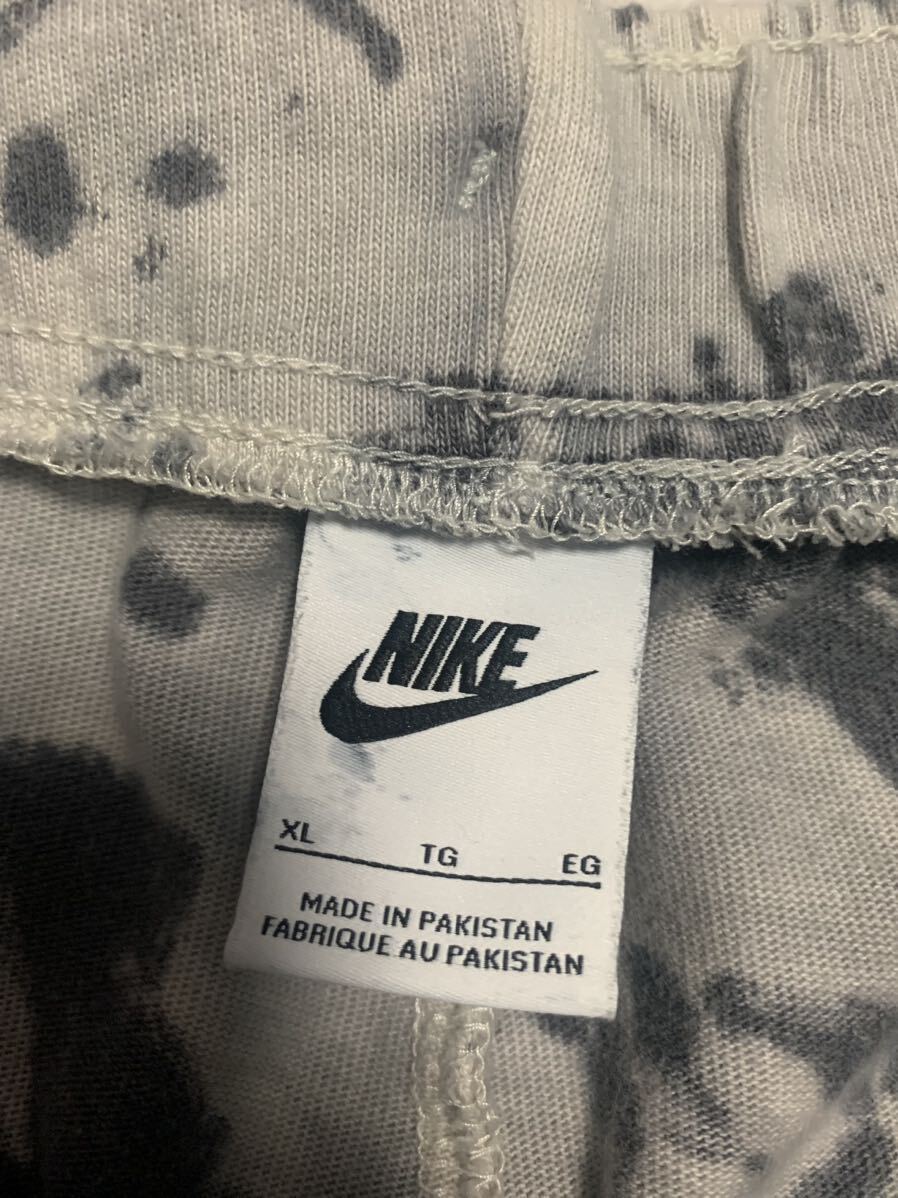 NIKE
XL TG EG
MADE IN PAKISTAN
FABRIQUE AU PAKISTAN